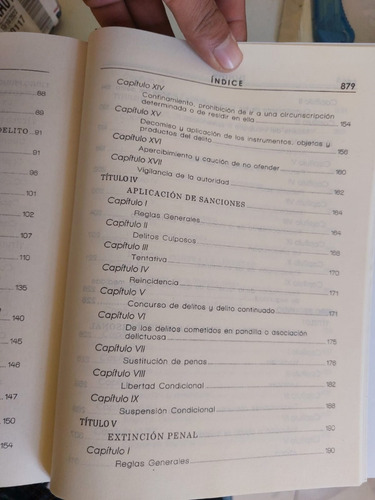 ÍNDICE 879
Capítulo XIV
Confinamiento, prohibición de ir a una circunscripción
determinada o de residir en ella 154
Capítulo XV
Decomiso y aplicación de los instrumentos, objetos y
productos del delito 156
Capítulo XVI
Apercibimiento y caución de no ofender 160
Capítulo XVII
Vigilancia de la autoridad 162
TÍTULO IV
APLICACIÓN DE SANCIONES 164
Capítulo I
Reglas Generales 164
Capítulo II
Delitos Culposos 168
Capítulo III
Tentativa 170
Capítulo IV
Reincidencia 171
Capítulo V
Concurso de delitos y delito continuado 171
Capítulo VI
De los delitos cometidos en pandilla o asociación
delictuosa 175
Capítulo VII
Sustitución de penas 176
Capítulo VIII
Libertad Condicional 182
Capítulo IX
Suspensión Condicional 188
TÍTULO V
EXTINCIÓN PENAL 190
Capítulo I
Reglas Generales 190
88
88
DELITO 91
91
96
101
102
107
110
135
140
145
147
150
154